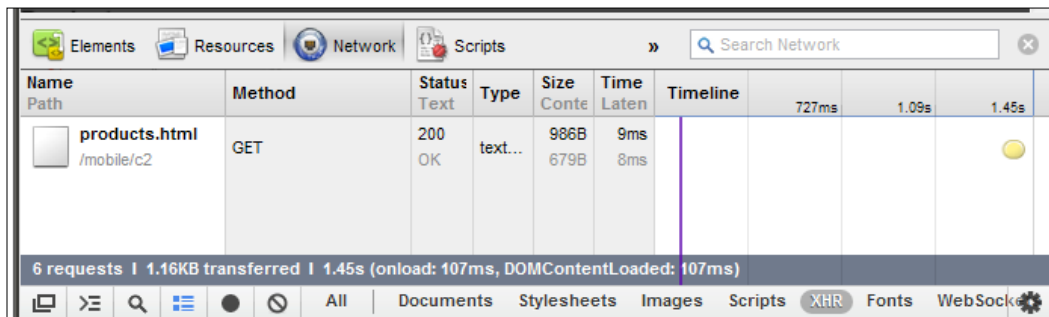 Elements Resources Network Scripts » Search Network
Name Method Status Type Size Time Timeline
Path Text Conte Laten 727ms 1.09s 1.45s
products.html GET 200 text... 986B 9ms
/mobile/c2 OK 679B 8ms
6 requests | 1.16KB transferred | 1.45s (onload: 107ms, DOMContentLoaded: 107ms)
All Documents Stylesheets Images Scripts XHR Fonts WebSocke